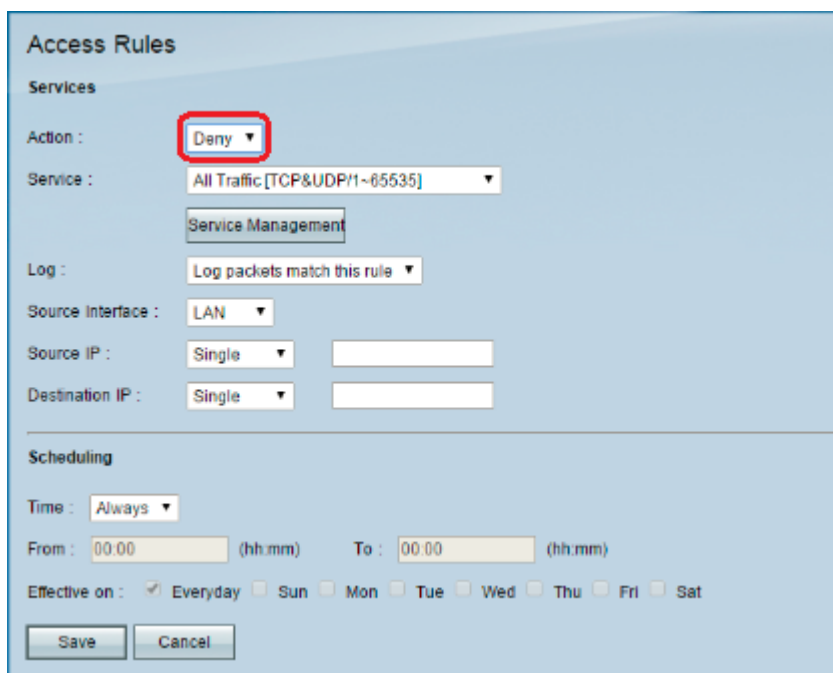 Access Rules
Services
Action : Deny
Service : All Traffic [TCP&UDP/1~65535]
Service Management
Log : Log packets match this rule
Source Interface : LAN
Source IP : Single
Destination IP : Single
Scheduling
Time : Always
From : 00:00 (hh:mm) To : 00:00 (hh:mm)
Effective on : Everyday Sun Mon Tue Wed Thu Fri Sat
Save Cancel